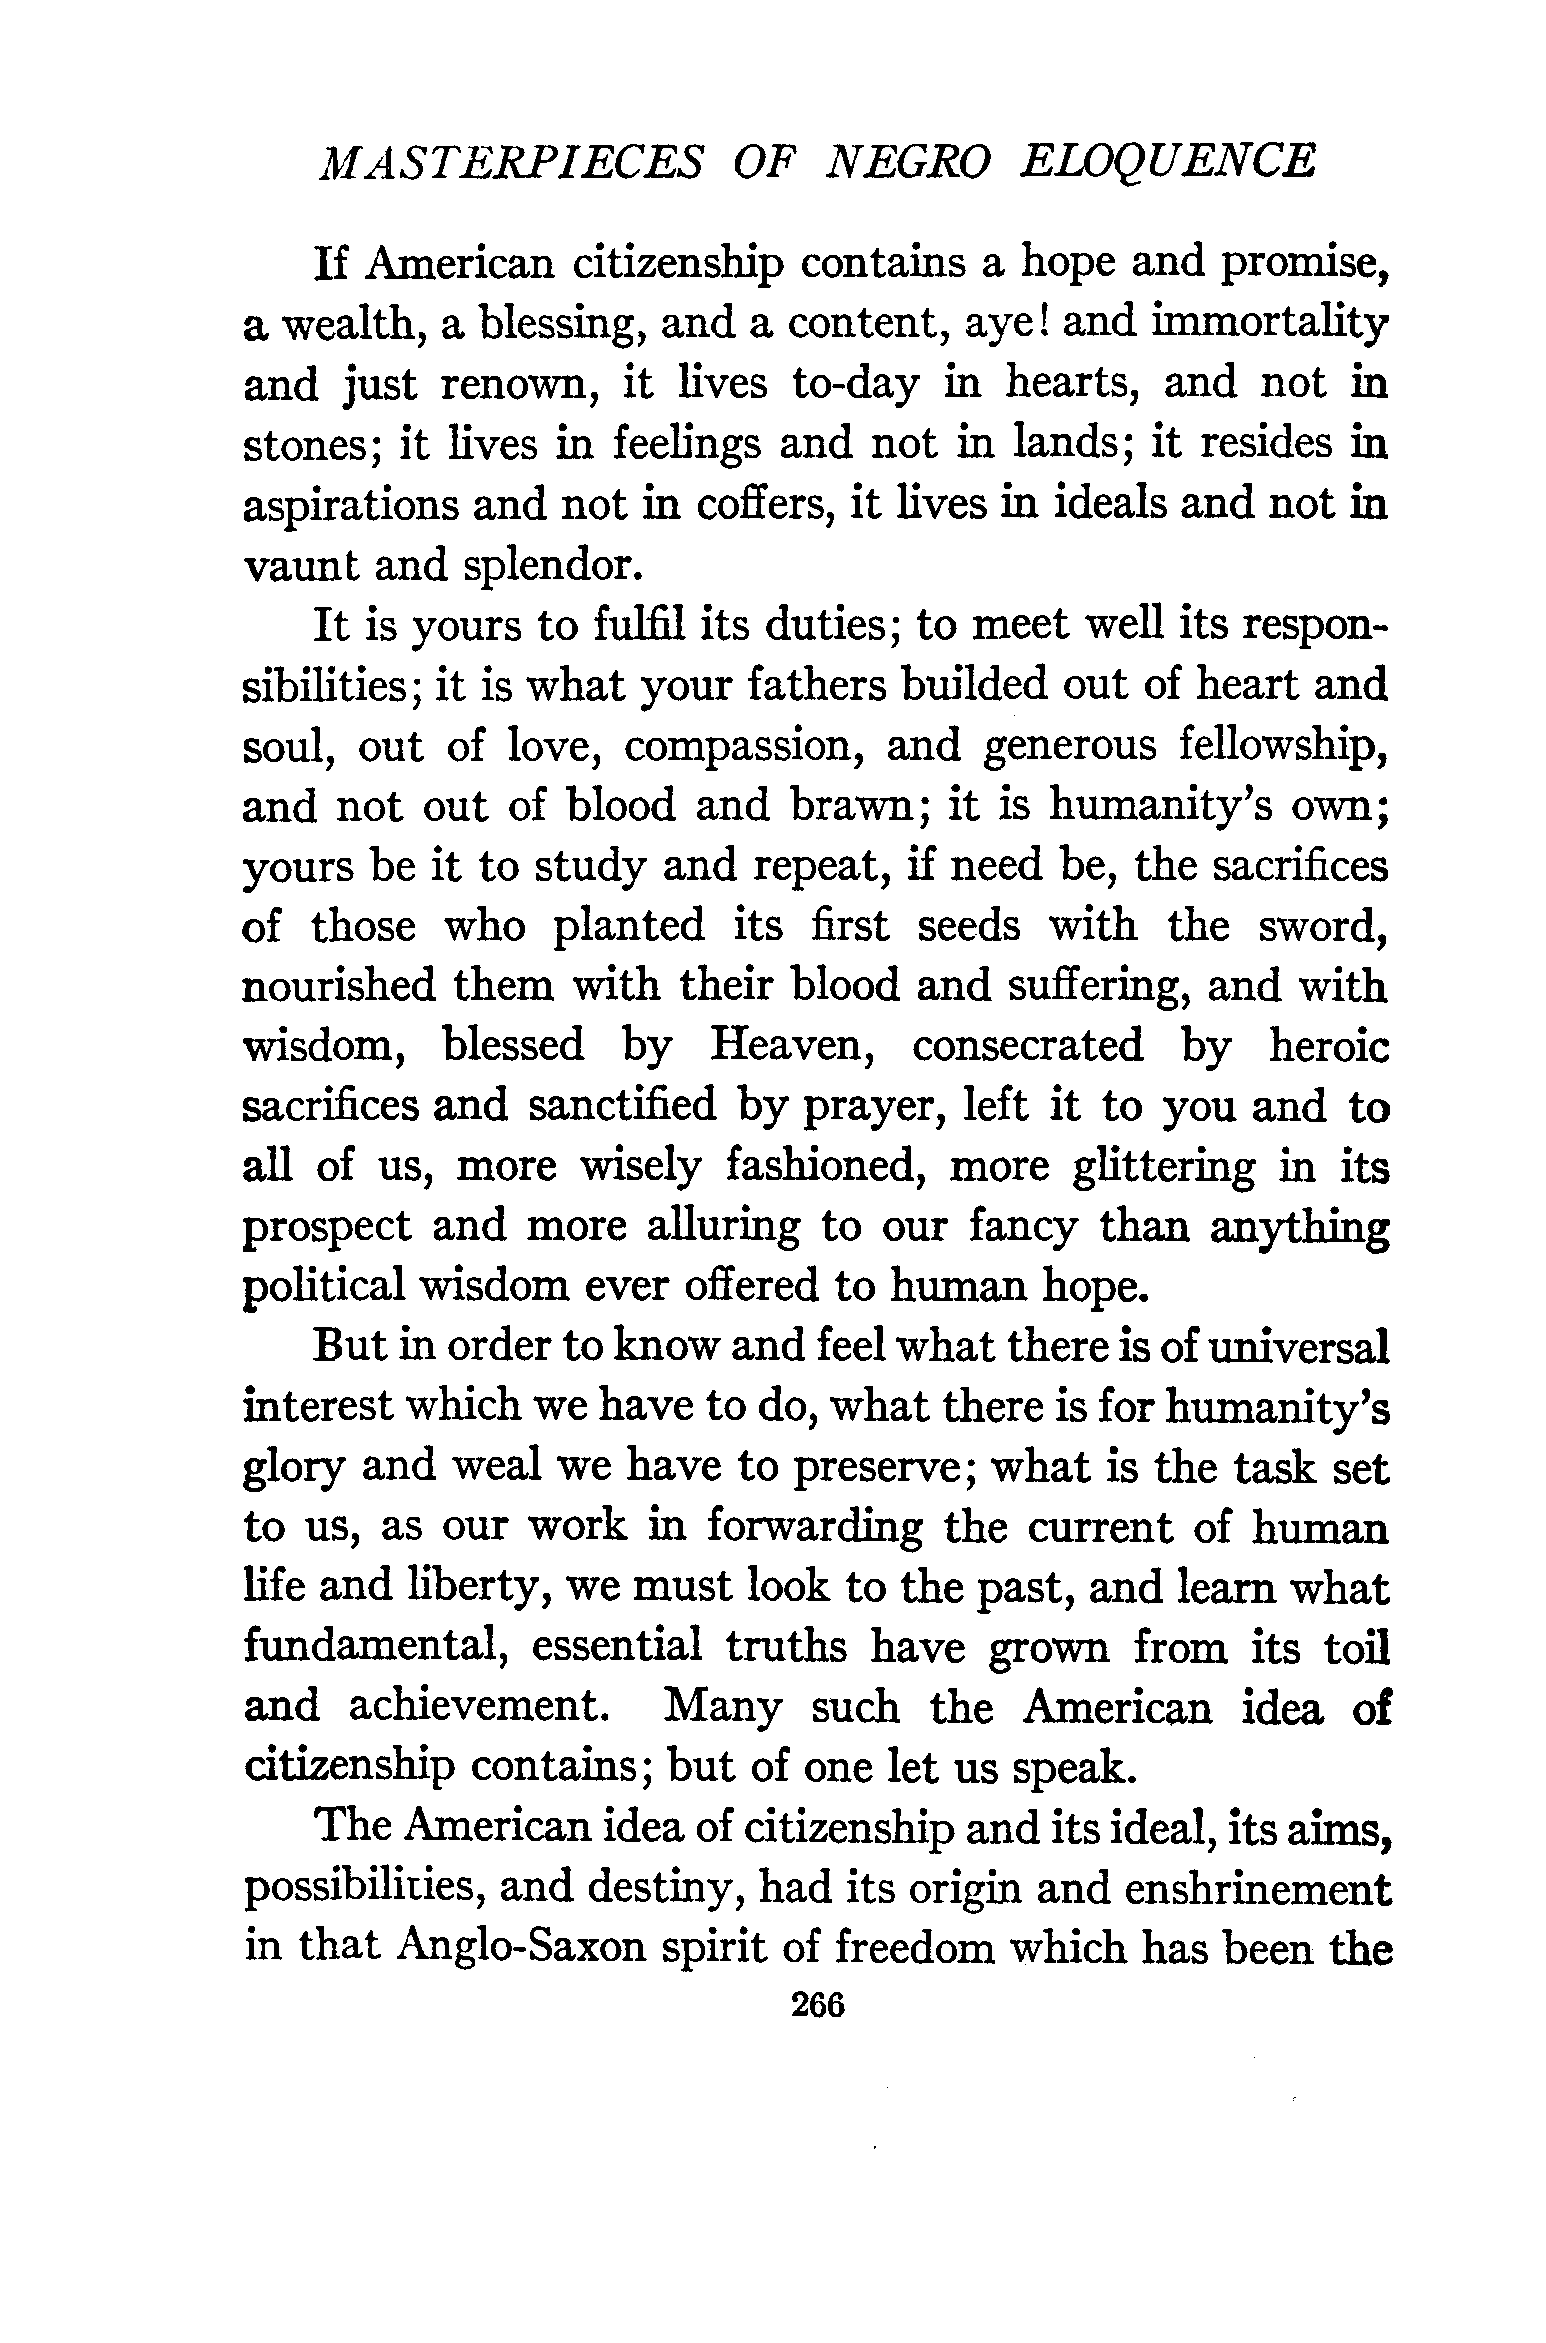 MASTERPIECES OF NEGRO ELOQUENCE
If American citizenship contains a hope and promise,
a wealth, a blessing, and a content, aye! and immortality
and just renown, it lives to-day in hearts, and not in
stones; it lives in feelings and not in lands; it resides in
aspirations and not in coffers, it lives in ideals and not in
vaunt and splendor.
It is yours to fulfil its duties; to meet well its respon-
sibilities; it is what your fathers builded out of heart and
soul, out of love, compassion, and generous fellowship,
and not out of blood and brawn; it is humanity's own;
yours be it to study and repeat, if need be, the sacrifices
of those who planted its first seeds with the sword,
nourished them with their blood and suffering, and with
wisdom, blessed by Heaven, consecrated by heroic
sacrifices and sanctified by prayer, left it to you and to
all of us, more wisely fashioned, more glittering in its
prospect and more alluring to our fancy than anything
political wisdom ever offered to human hope.
But in order to know and feel what there is of universal
interest which we have to do, what there is for humanity's
glory and weal we have to preserve; what is the task set
to us, as our work in forwarding the current of human
life and liberty, we must look to the past, and learn what
fundamental, essential truths have grown from its toil
and achievement. Many such the American idea of
citizenship contains; but of one let us speak.
The American idea of citizenship and its ideal, its aims,
possibilities, and destiny, had its origin and enshrinement
in that Anglo-Saxon spirit of freedom which has been the
266